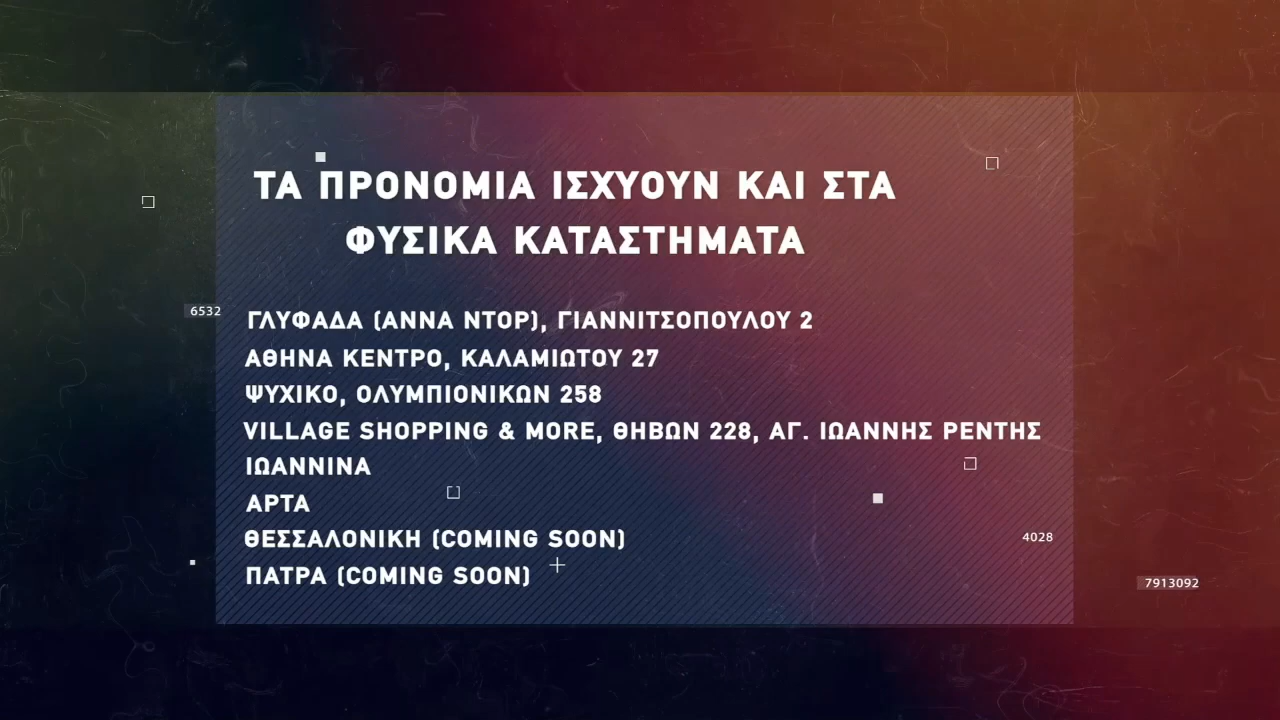 ΤΑ ΠΡΟΝΟΜΙΑ ΙΣΧΥΟΥΝ ΚΑΙ ΣΤΑ
ΦΥΣΙΚΑ ΚΑΤΑΣΤΗΜΑΤΑ
6532
ΓΛΥΦΑΔΑ (ΑΝΝΑ ΝΤΟΡ), ΓΙΑΝΝΙΤΣΟΠΟΥΛΟΥ 2
ΑΘΗΝΑ ΚΕΝΤΡΟ, ΚΑΛΑΜΙΩΤΟΥ 27
ΨΥΧΙΚΟ, ΟΛΥΜΠΙΟΝΙΚΩΝ 258
VILLAGE SHOPPING & MORE, ΘΗΒΩΝ 228, ΑΓ. ΙΩΑΝΝΗΣ ΡΕΝΤΗΣ
ΙΩΑΝΝΙΝΑ
ΑΡΤΑ
ΘΕΣΣΑΛΟΝΙΚΗ (COMING SOON)
4028
ΠΑΤΡΑ (COMING SOON)
7913092